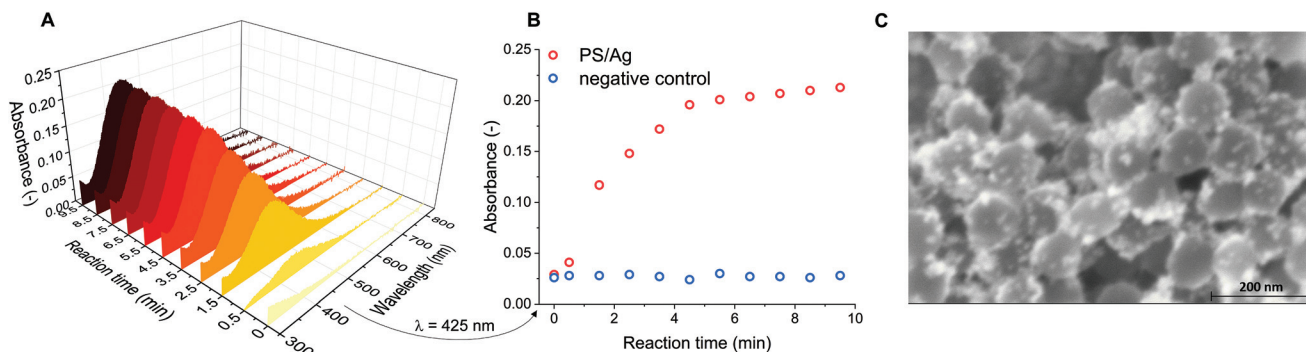 A
0.25
0.20
0.15
0.10
0.05
0.00
Absorbance (-)
9.5
8.5
7.5
6.5
5.5
4.5
3.5
2.5
1.5
0.5
0
Reaction time (min)
300
400
500
600
700
800
Wavelength (nm)
λ = 425 nm
B
0.25
0.20
0.15
0.10
0.05
0.00
Absorbance (-)
PS/Ag
negative control
0 2 4 6 8 10
Reaction time (min)
C
200 nm